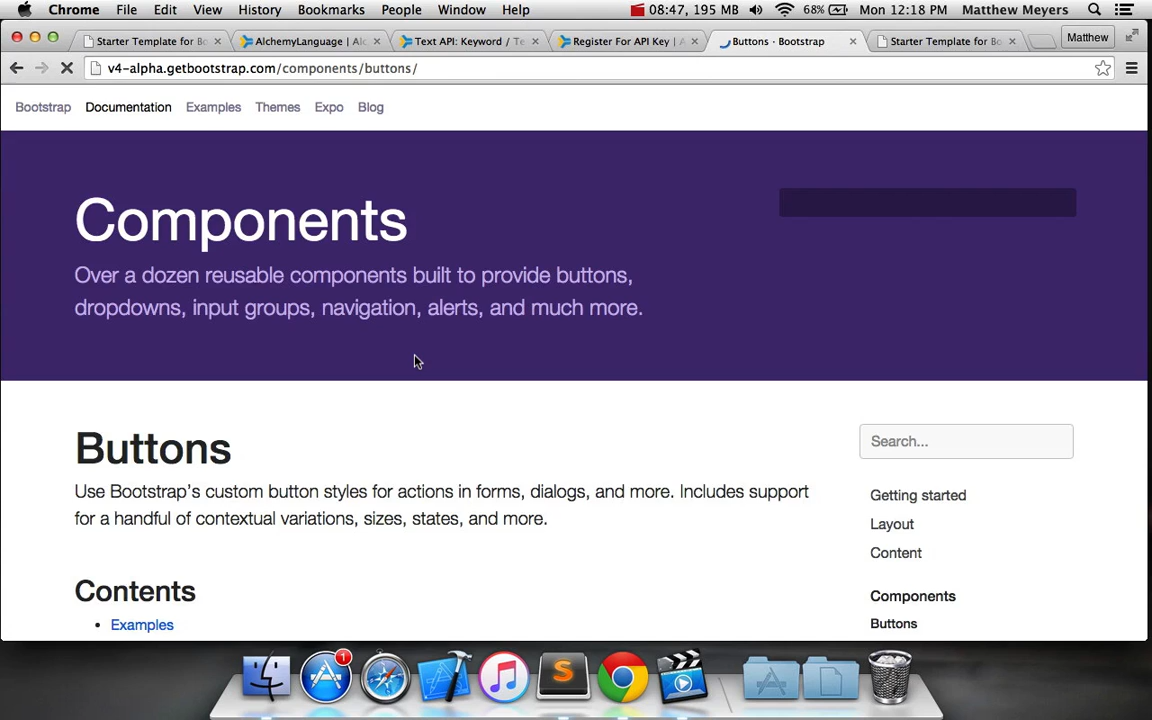 Chrome File Edit View History Bookmarks People Window Help 08:47, 195 MB 68% Mon 12:18 PM Matthew Meyers
Starter Template for Bo AlchemyLanguage | Alc Text API: Keyword / Te Register For API Key | A Buttons · Bootstrap Starter Template for Bo Matthew
v4-alpha.getbootstrap.com/components/buttons/
Bootstrap Documentation Examples Themes Expo Blog
Components
Over a dozen reusable components built to provide buttons,
dropdowns, input groups, navigation, alerts, and much more.
Buttons
Use Bootstrap's custom button styles for actions in forms, dialogs, and more. Includes support
for a handful of contextual variations, sizes, states, and more.
Contents
• Examples
Search...
Getting started
Layout
Content
Components
Buttons
1